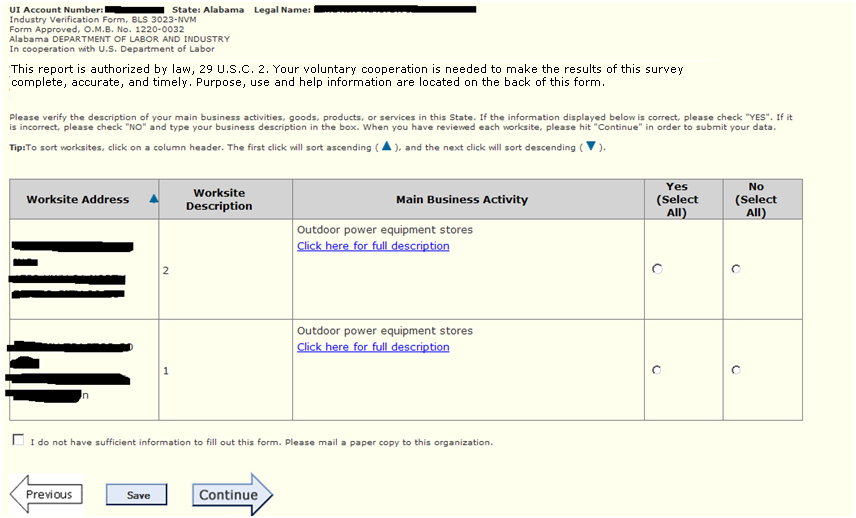 UI Account Number: State: Alabama Legal Name:
Industry Verification Form, BLS 3023-NVM
Form Approved, O.M.B. No. 1220-0032
Alabama DEPARTMENT OF LABOR AND INDUSTRY
In cooperation with U.S. Department of Labor
This report is authorized by law, 29 U.S.C. 2. Your voluntary cooperation is needed to make the results of this survey
complete, accurate, and timely. Purpose, use and help information are located on the back of this form.
Please verify the description of your main business activities, goods, products, or services in this State. If the information displayed below is correct, please check "YES". If it
is incorrect, please check "NO" and type your business description in the box. When you have reviewed each worksite, please hit "Continue" in order to submit your data.
Tip:To sort worksites, click on a column header. The first click will sort ascending ( ▲ ), and the next click will sort descending ( ▼ ).
Worksite Address ▲
Worksite
Description
Main Business Activity
Yes
(Select
All)
No
(Select
All)
2
Outdoor power equipment stores
Click here for full description
1
Outdoor power equipment stores
Click here for full description
I do not have sufficient information to fill out this form. Please mail a paper copy to this organization.
Previous
Save
Continue